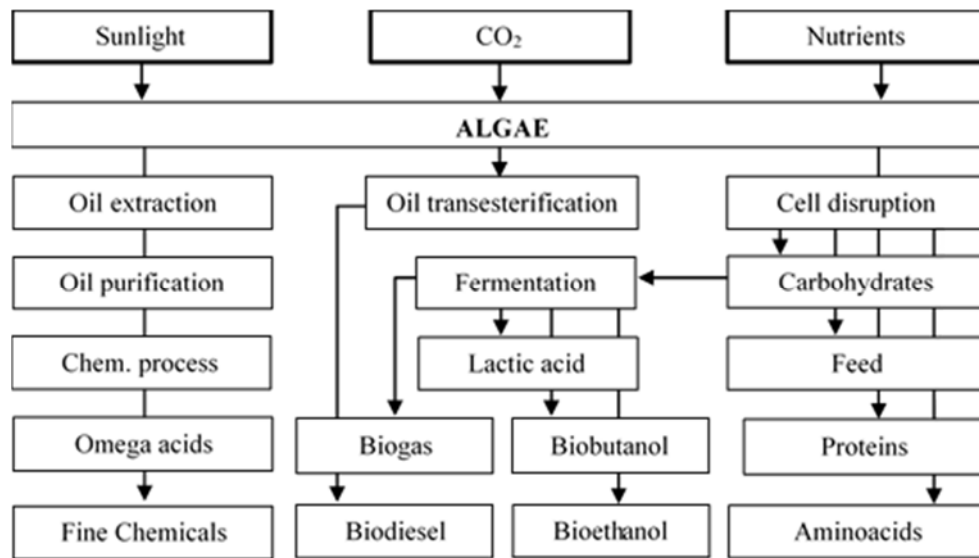 Sunlight
CO₂
Nutrients
ALGAE
Oil extraction
Oil transesterification
Cell disruption
Oil purification
Fermentation
Carbohydrates
Chem. process
Lactic acid
Feed
Omega acids
Biogas
Biobutanol
Proteins
Fine Chemicals
Biodiesel
Bioethanol
Aminoacids